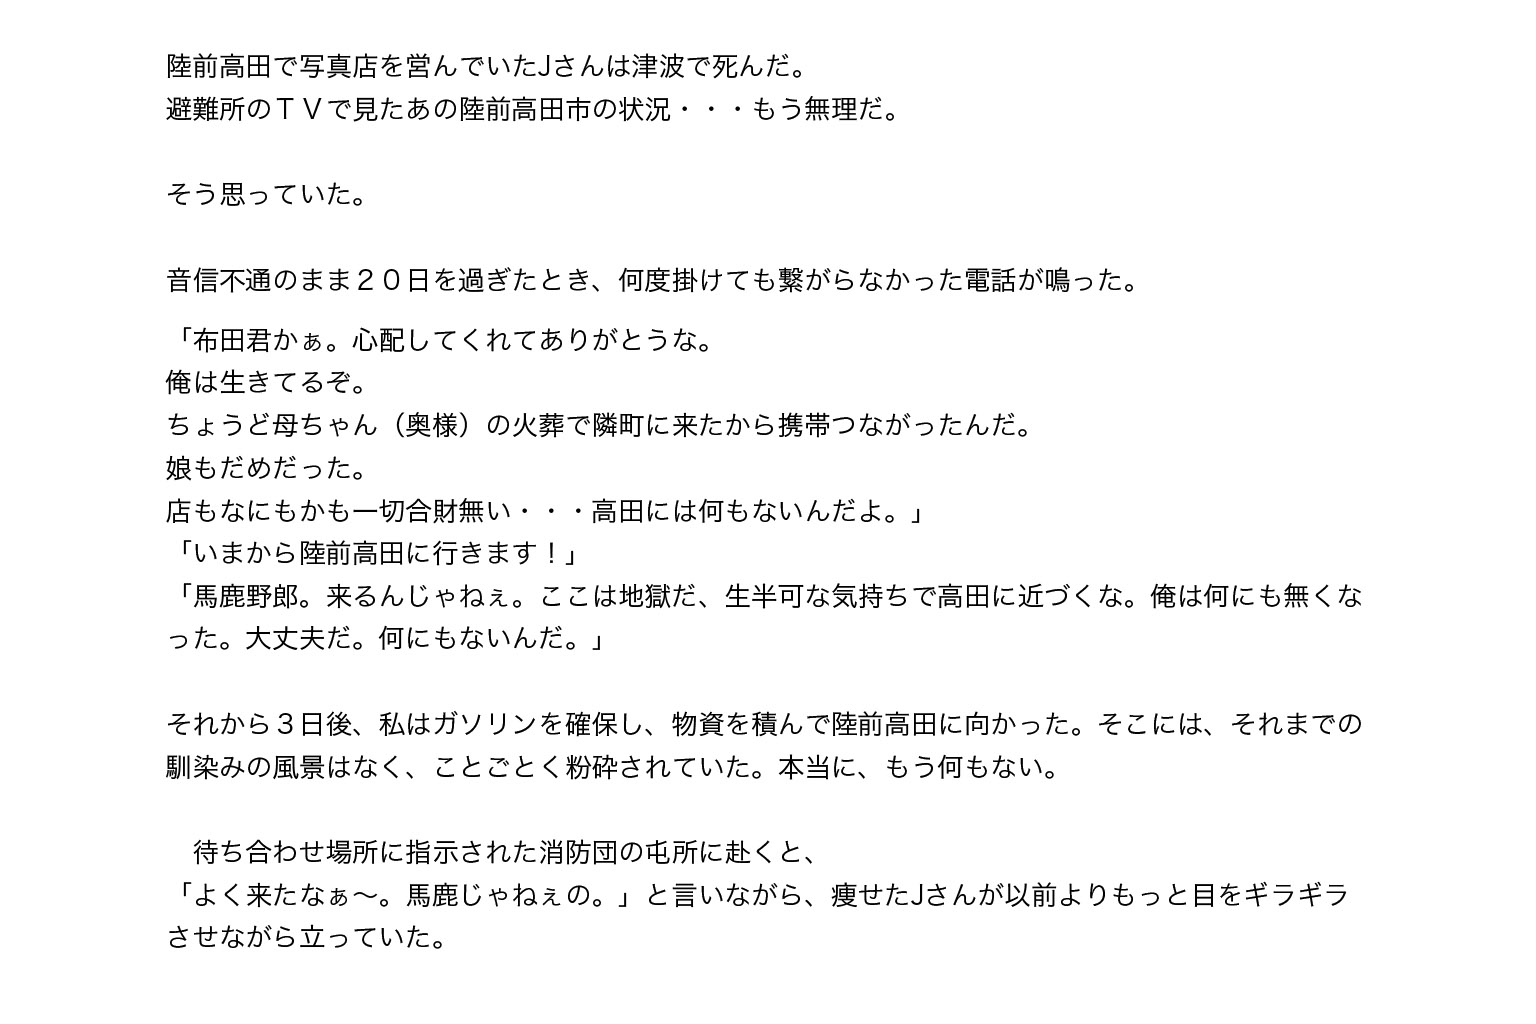 陸前高田で写真店を営んでいたJさんは津波で死んだ。
避難所のＴＶで見たあの陸前高田市の状況・・・もう無理だ。
そう思っていた。
音信不通のまま２０日を過ぎたとき、何度掛けても繋がらなかった電話が鳴った。
「布田君かぁ。心配してくれてありがとうな。
俺は生きてるぞ。
ちょうど母ちゃん（奥様）の火葬で隣町に来たから携帯つながったんだ。
娘もだめだった。
店もなにもかも一切合財無い・・・高田には何もないんだよ。」
「いまから陸前高田に行きます！」
「馬鹿野郎。来るんじゃねぇ。ここは地獄だ、生半可な気持ちで高田に近づくな。俺は何にも無くな
った。大丈夫だ。何にもないんだ。」
それから３日後、私はガソリンを確保し、物資を積んで陸前高田に向かった。そこには、それまでの
馴染みの風景はなく、ことごとく粉砕されていた。本当に、もう何もない。
　待ち合わせ場所に指示された消防団の屯所に赴くと、
「よく来たなぁ〜。馬鹿じゃねぇの。」と言いながら、痩せたJさんが以前よりもっと目をギラギラ
させながら立っていた。